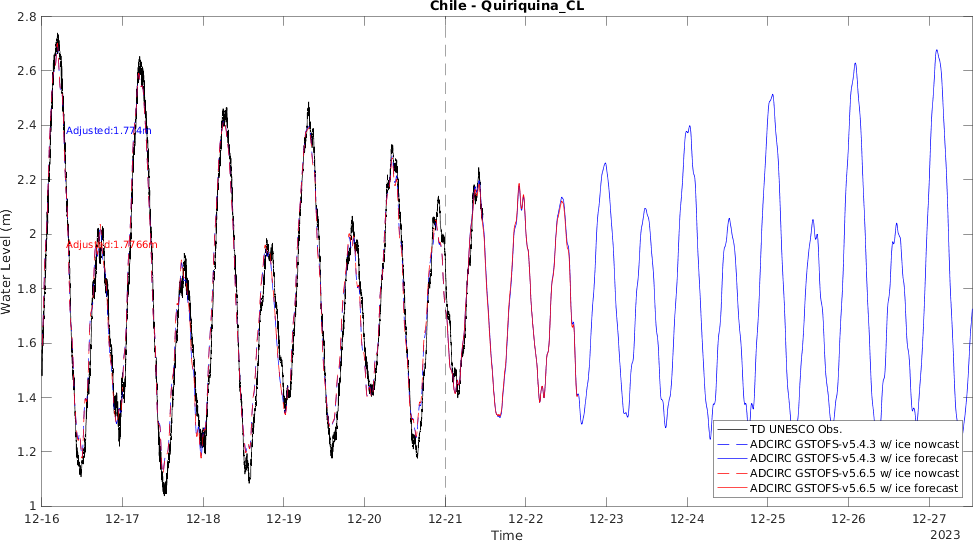 Chile - Quiriquina_CL
2.8
2.6
2.4
2.2
2
1.8
1.6
1.4
1.2
1
Water Level (m)
Adjusted:1.774m
Adjusted:1.7766m
TD UNESCO Obs.
ADCIRC GSTOFS-v5.4.3 w/ ice nowcast
ADCIRC GSTOFS-v5.4.3 w/ ice forecast
ADCIRC GSTOFS-v5.6.5 w/ ice nowcast
ADCIRC GSTOFS-v5.6.5 w/ ice forecast
12-16 12-17 12-18 12-19 12-20 12-21 12-22 12-23 12-24 12-25 12-26 12-27
Time
2023